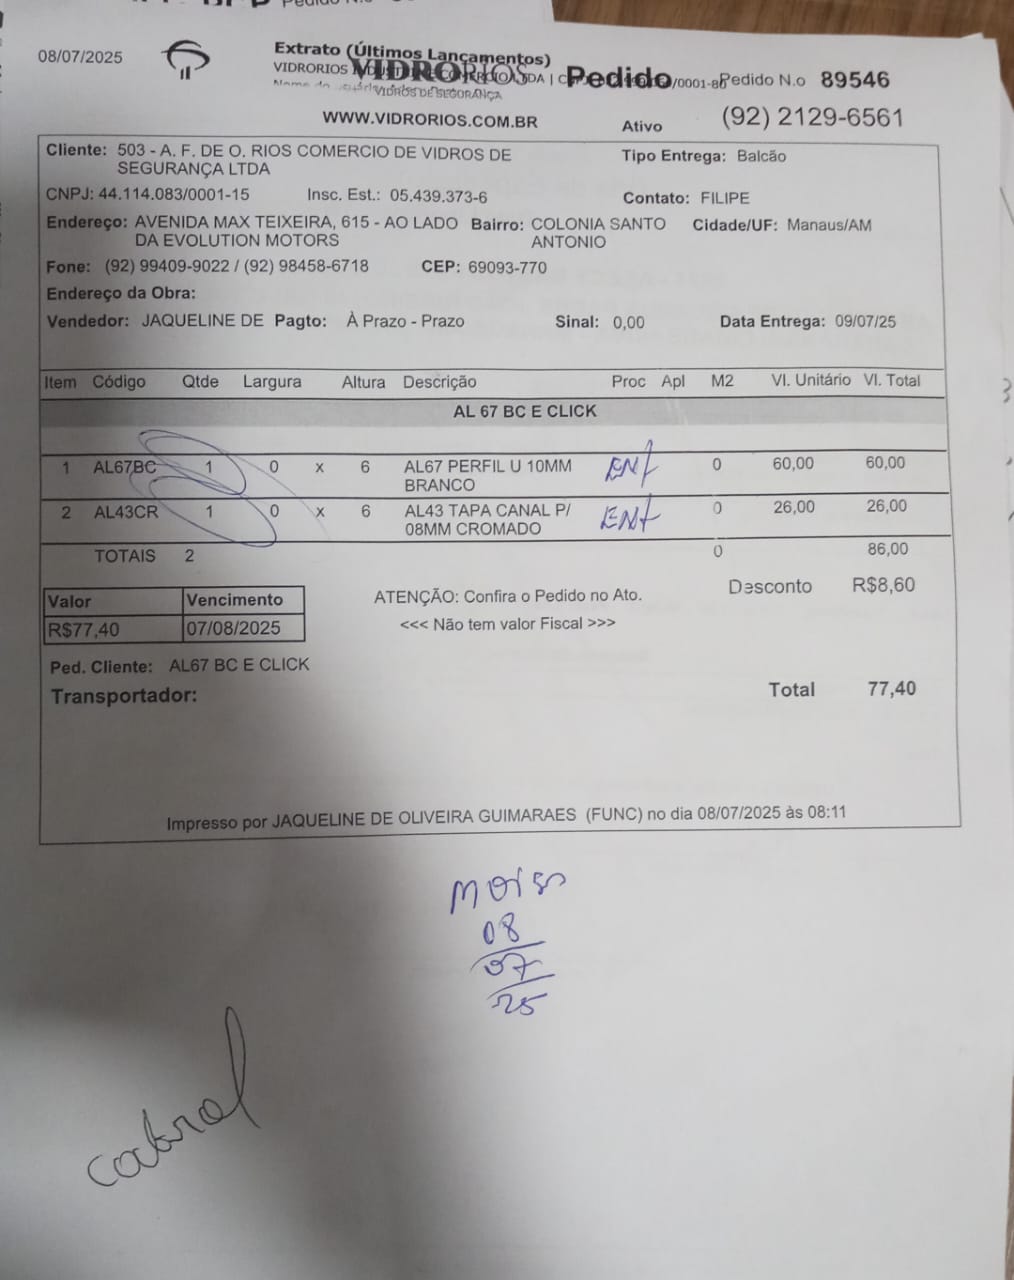 Pedido N.o
08/07/2025
Extrato (Últimos Lançamentos)
VIDRORIOS
VIDRORIOS
Pedido
/0001-80
Pedido N.o 89546
VIDROS DE SEGURANÇA
WWW.VIDRORIOS.COM.BR
Ativo
(92) 2129-6561
Cliente: 503 - A. F. DE O. RIOS COMERCIO DE VIDROS DE SEGURANÇA LTDA
Tipo Entrega: Balcão
CNPJ: 44.114.083/0001-15 Insc. Est.: 05.439.373-6 Contato: FILIPE
Endereço: AVENIDA MAX TEIXEIRA, 615 - AO LADO DA EVOLUTION MOTORS Bairro: COLONIA SANTO ANTONIO Cidade/UF: Manaus/AM
Fone: (92) 99409-9022 / (92) 98458-6718 CEP: 69093-770
Endereço da Obra:
Vendedor: JAQUELINE DE Pagto: À Prazo - Prazo Sinal: 0,00 Data Entrega: 09/07/25
Item Código Qtde Largura Altura Descrição Proc Apl M2 Vl. Unitário Vl. Total
AL 67 BC E CLICK
1 AL67BC 1 0 x 6 AL67 PERFIL U 10MM BRANCO ENT 0 60,00 60,00
2 AL43CR 1 0 x 6 AL43 TAPA CANAL P/ 08MM CROMADO ENT 0 26,00 26,00
TOTAIS 2 0 86,00
Desconto R$8,60
Valor Vencimento
R$77,40 07/08/2025
ATENÇÃO: Confira o Pedido no Ato.
<<< Não tem valor Fiscal >>>
Ped. Cliente: AL67 BC E CLICK
Transportador:
Total 77,40
Impresso por JAQUELINE DE OLIVEIRA GUIMARAES (FUNC) no dia 08/07/2025 às 08:11
08
07
25
cabral